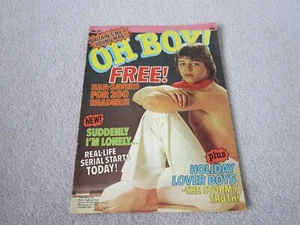 OH BOY!
FREE!
FOR 200
READERS!
NEW!
SUDDENLY
I'M LONELY...
REAL-LIFE
SERIAL STARTS
TODAY!
plus
HOLIDAY
LOVER BOYS
-THE STORMY
TRUTH!